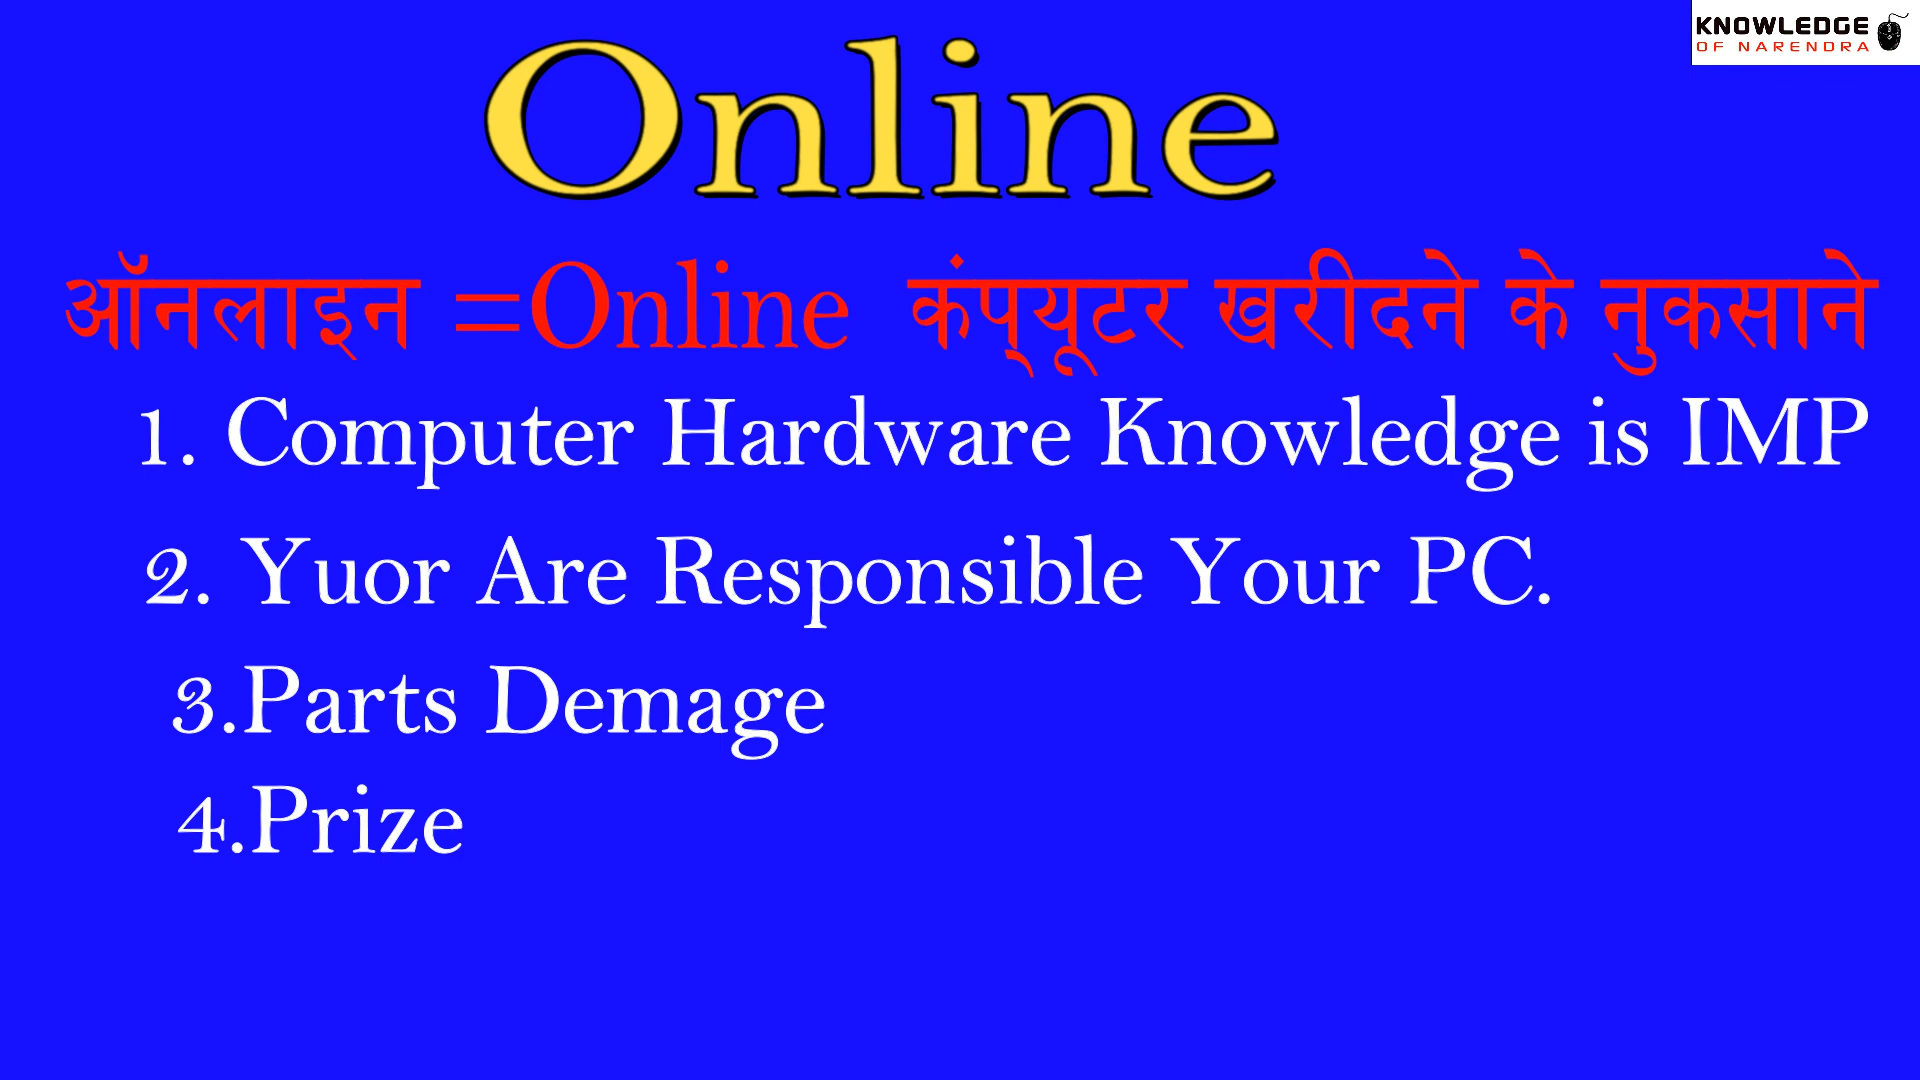 KNOWLEDGE
OF NARENDRA
Online
ऑनलाइन =Online कंप्‌यूटर खरीदने के नुकसाने
1. Computer Hardware Knowledge is IMP
2. Yuor Are Responsible Your PC.
3.Parts Demage
4.Prize